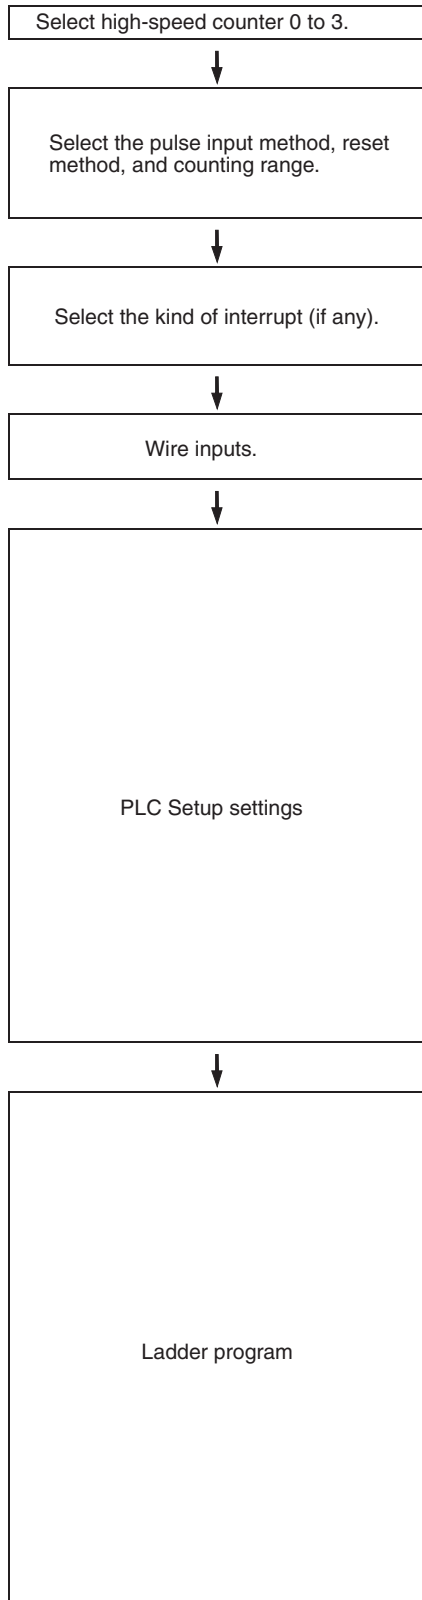 Select high-speed counter 0 to 3.
Select the pulse input method, reset
method, and counting range.
Select the kind of interrupt (if any).
Wire inputs.
PLC Setup settings
Ladder program